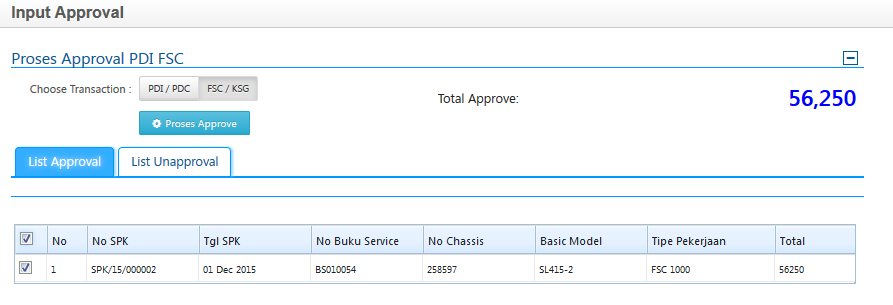 Input Approval
Proses Approval PDI FSC
Choose Transaction : PDI / PDC FSC / KSG
Total Approve: 56,250
Proses Approve
List Approval List Unapproval
No No SPK Tgl SPK No Buku Service No Chassis Basic Model Tipe Pekerjaan Total
1 SPK/15/000002 01 Dec 2015 BS010054 258597 SL415-2 FSC 1000 56250